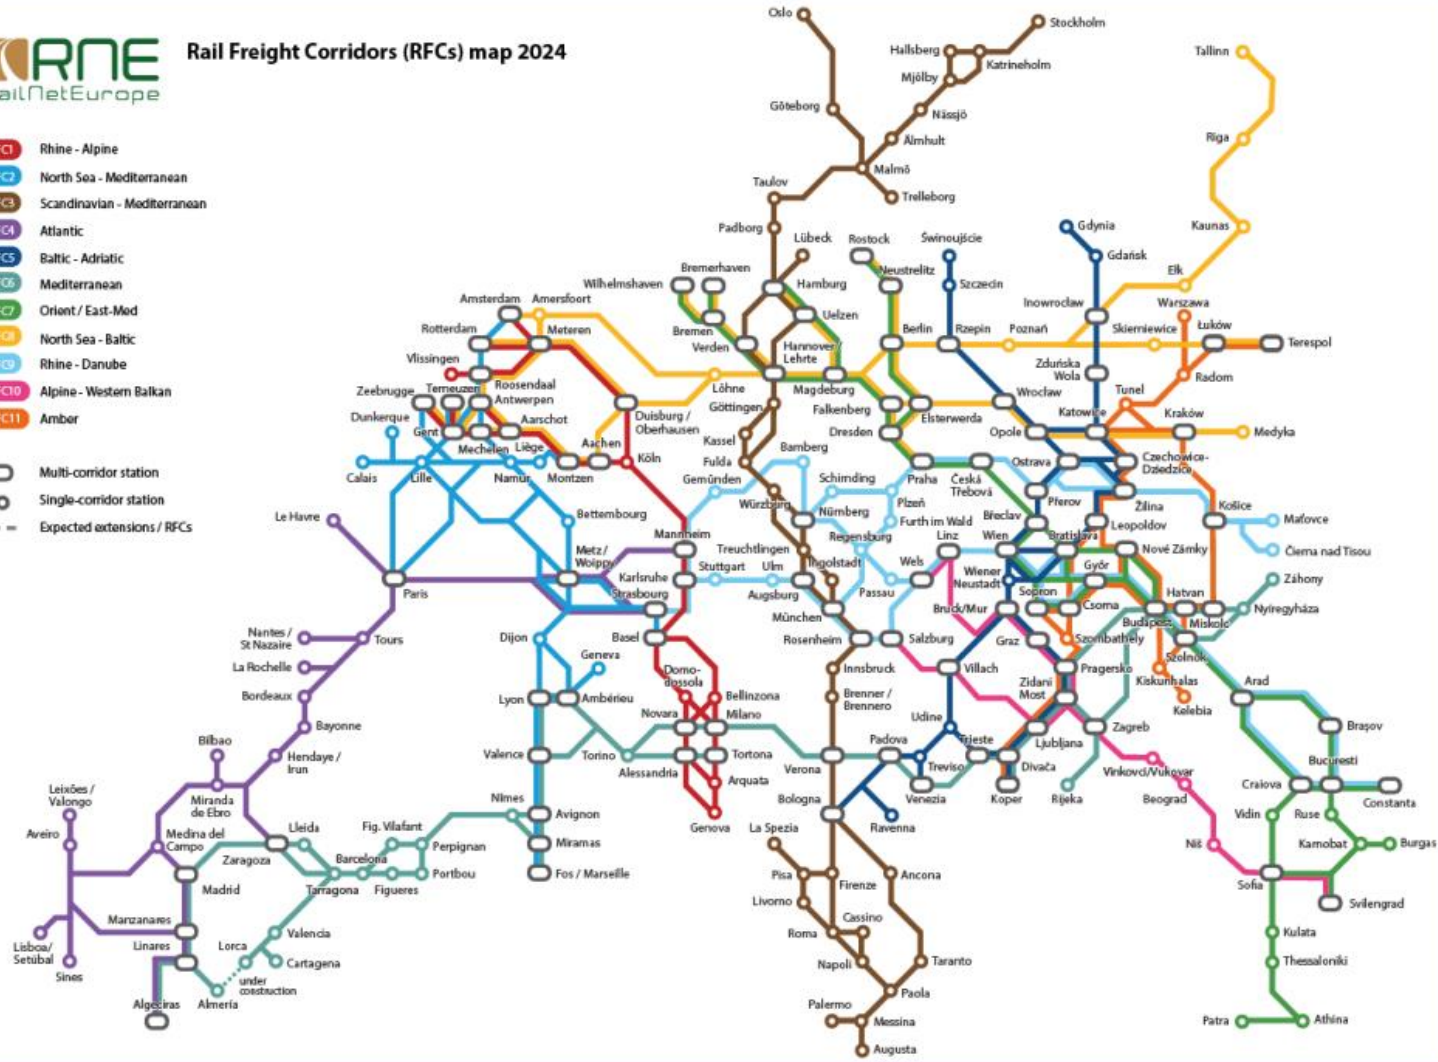 RNE
ailNetEurope
Rail Freight Corridors (RFCs) map 2024
C1 Rhine - Alpine
C2 North Sea - Mediterranean
C3 Scandinavian - Mediterranean
C4 Atlantic
C5 Baltic - Adriatic
C6 Mediterranean
C7 Orient / East-Med
C8 North Sea - Baltic
C9 Rhine - Danube
C10 Alpine - Western Balkan
C11 Amber
Multi-corridor station
Single-corridor station
Expected extensions / RFCs
Oslo
Stockholm
Hallsberg
Katrineholm
Mjölby
Göteborg
Nässjö
Älmhult
Malmö
Trelleborg
Taulov
Padborg
Lübeck
Rostock
Świnoujście
Gdynia
Gdańsk
Tallinn
Riga
Kaunas
Ełk
Warszawa
Bremerhaven
Wilhelmshaven
Hamburg
Neustrelitz
Szczecin
Inowrocław
Amsterdam
Amersfoort
Rotterdam
Meteren
Bremen
Verden
Uelzen
Hannover /
Lehrte
Berlin
Rzepin
Poznań
Skierniewice
Łuków
Terespol
Vlissingen
Roosendaal
Zeebrugge
Terneuzen
Antwerpen
Löhne
Magdeburg
Zduńska
Wola
Radom
Dunkerque
Gent
Mechelen
Aarschot
Liège
Aachen
Duisburg /
Oberhausen
Göttingen
Falkenberg
Elsterwerda
Wrocław
Tunel
Katowice
Kraków
Kassel
Dresden
Opole
Medyka
Calais
Lille
Namur
Montzen
Köln
Fulda
Bamberg
Gemünden
Schirnding
Praha
Česká
Třebová
Ostrava
Czechowice-
Dziedzice
Le Havre
Bettembourg
Würzburg
Nürnberg
Plzeň
Furth im Wald
Přerov
Žilina
Košice
Maťovce
Mannheim
Treuchtlingen
Regensburg
Linz
Břeclav
Wien
Bratislava
Leopoldov
Nové Zámky
Čierna nad Tisou
Metz /
Woippy
Karlsruhe
Stuttgart
Ulm
Ingolstadt
Wels
Wiener
Neustadt
Győr
Záhony
Paris
Strasbourg
Augsburg
Passau
Sopron
Csorna
Hatvan
Nyíregyháza
Nantes /
St Nazaire
Tours
Dijon
Basel
München
Bruck/Mur
Budapest
Miskolc
La Rochelle
Geneva
Domo-
dossola
Rosenheim
Salzburg
Graz
Szombathely
Szolnok
Bordeaux
Lyon
Ambérieu
Bellinzona
Innsbruck
Villach
Zidani
Most
Pragersko
Kiskunhalas
Kelebia
Arad
Bayonne
Novara
Milano
Brenner /
Brennero
Udine
Zagreb
Brașov
Bilbao
Hendaye /
Irun
Valence
Torino
Alessandria
Tortona
Verona
Padova
Treviso
Trieste
Ljubljana
Divača
Vinkovci/Vukovar
București
Leixões /
Valongo
Miranda
de Ebro
Nîmes
Arquata
Bologna
Venezia
Koper
Rijeka
Beograd
Craiova
Constanta
Aveiro
Medina del
Campo
Lleida
Fig. Vilafant
Avignon
Genova
La Spezia
Ravenna
Vidin
Ruse
Zaragoza
Barcelona
Perpignan
Miramas
Niš
Karnobat
Burgas
Madrid
Tarragona
Figueres
Portbou
Fos / Marseille
Pisa
Firenze
Ancona
Sofia
Svilengrad
Livorno
Manzanares
Valencia
Roma
Cassino
Kulata
Lisboa/
Setúbal
Linares
Lorca
Cartagena
Napoli
Taranto
Thessaloniki
Sines
under
construction
Algeciras
Almería
Palermo
Paola
Messina
Augusta
Patra
Athina